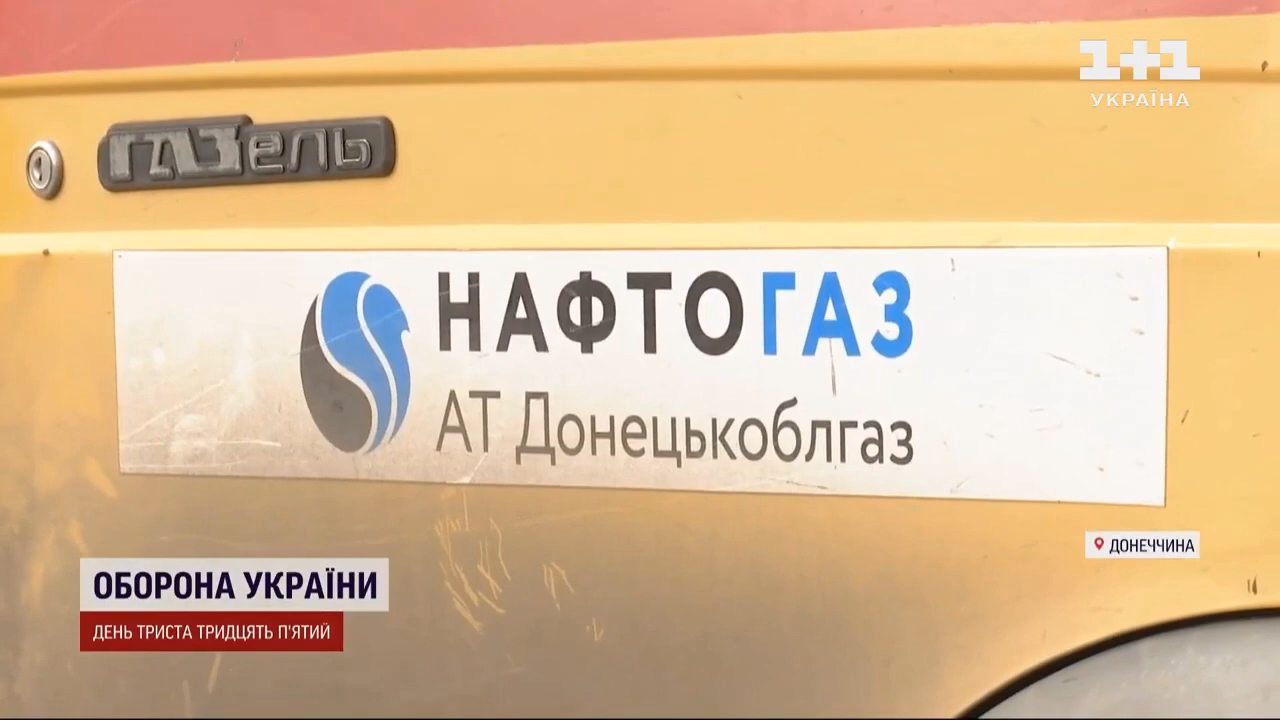 1+1
УКРАЇНА
ГАЗель
НАФТОГАЗ
АТ Донецькоблгаз
ДОНЕЧЧИНА
ОБОРОНА УКРАЇНИ
ДЕНЬ ТРИСТА ТРИДЦЯТЬ П'ЯТИЙ